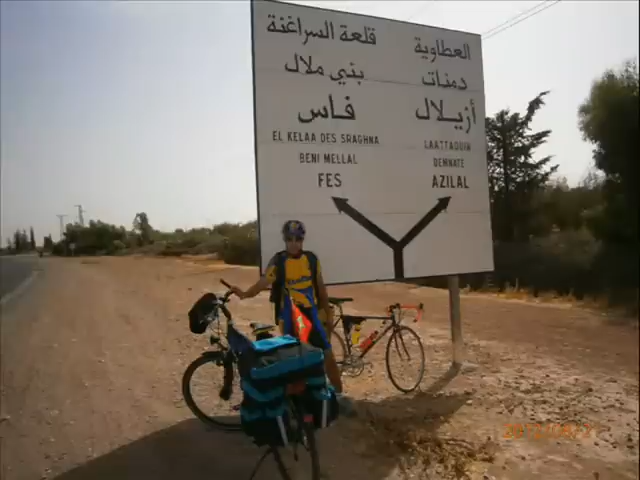 قلعة السراغنة
بني ملال
فاس
EL KELAA DES SRAGHNA
BENI MELLAL
FES
العطاوية
دمنات
أزيلال
LAATTAOUIA
DEMNATE
AZILAL